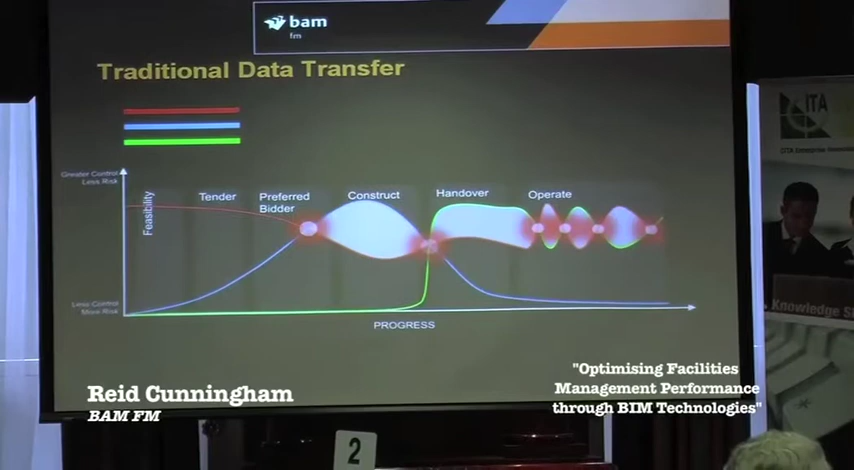 bam
fm
Traditional Data Transfer
Greater Control
Less Risk
Feasibility
Tender
Preferred
Bidder
Construct
Handover
Operate
Less Control
More Risk
PROGRESS
ITA
Knowledge
Reid Cunningham
BAM FM
"Optimising Facilities
Management Performance
through BIM Technologies"
2